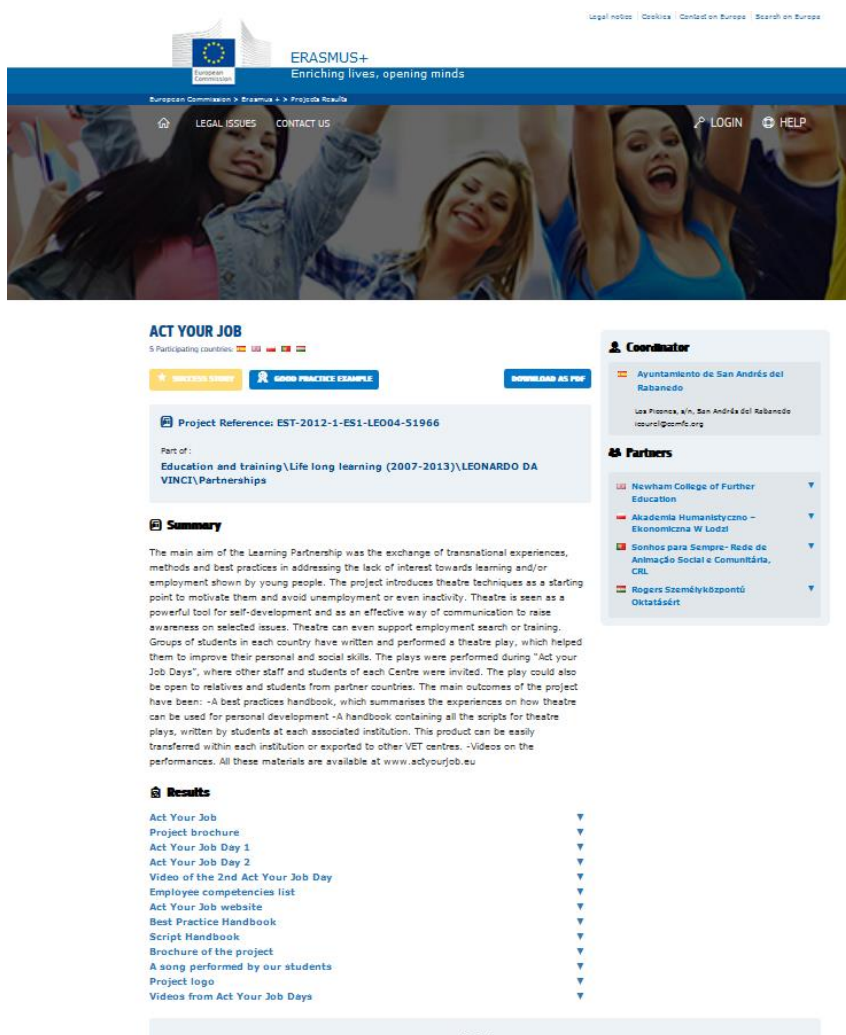 Legal notice | Cookies | Contact on Europa | Search on Europa
European
Commission
ERASMUS+
Enriching lives, opening minds
European Commission > Erasmus + > Projects Results
LEGAL ISSUES CONTACT US LOGIN HELP
ACT YOUR JOB
5 Participating countries:
SUCCESS STORY GOOD PRACTICE EXAMPLE DOWNLOAD AS PDF
Project Reference: EST-2012-1-ES1-LEO04-51966
Part of :
Education and training\Life long learning (2007-2013)\LEONARDO DA
VINCI\Partnerships
Summary
The main aim of the Learning Partnership was the exchange of transnational experiences,
methods and best practices in addressing the lack of interest towards learning and/or
employment shown by young people. The project introduces theatre techniques as a starting
point to motivate them and avoid unemployment or even inactivity. Theatre is seen as a
powerful tool for self-development and as an effective way of communication to raise
awareness on selected issues. Theatre can even support employment search or training.
Groups of students in each country have written and performed a theatre play, which helped
them to improve their personal and social skills. The plays were performed during "Act your
Job Days", where other staff and students of each Centre were invited. The play could also
be open to relatives and students from partner countries. The main outcomes of the project
have been: -A best practices handbook, which summarises the experiences on how theatre
can be used for personal development -A handbook containing all the scripts for theatre
plays, written by students at each associated institution. This product can be easily
transferred within each institution or exported to other VET centres. -Videos on the
performances. All these materials are available at www.actyourjob.eu
Results
Act Your Job
Project brochure
Act Your Job Day 1
Act Your Job Day 2
Video of the 2nd Act Your Job Day
Employee competencies list
Act Your Job website
Best Practice Handbook
Script Handbook
Brochure of the project
A song performed by our students
Project logo
Videos from Act Your Job Days
Coordinator
Ayuntamiento de San Andrés del
Rabanedo
Los Picones, s/n, San Andrés del Rabanedo
Partners
Newham College of Further
Education
Akademia Humanistyczno –
Ekonomiczna W Lodzi
Sonhos para Sempre- Rede de
Animação Social e Comunitária,
CRL
Rogers Személyközpontú
Oktatásért